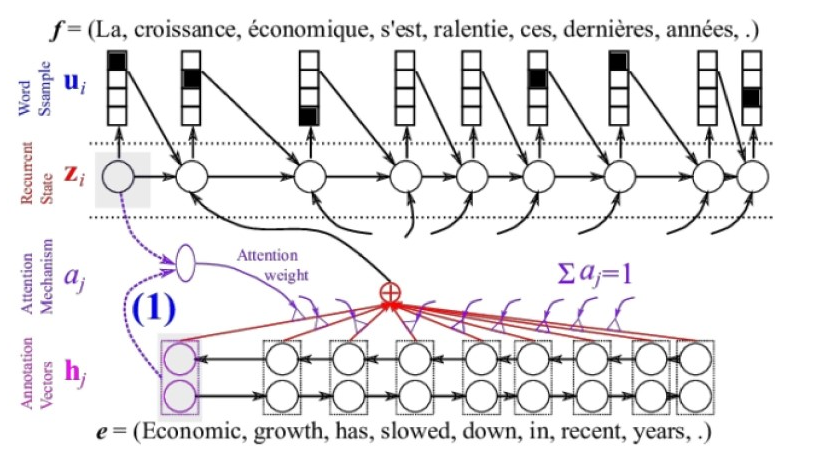 f = (La, croissance, économique, s'est, ralentie, ces, dernières, années, .)
Word
Ssample
u_i
Recurrent
State
z_i
Attention
Mechanism
a_j
Attention
weight
Σ a_j=1
(1)
Annotation
Vectors
h_j
e = (Economic, growth, has, slowed, down, in, recent, years, .)